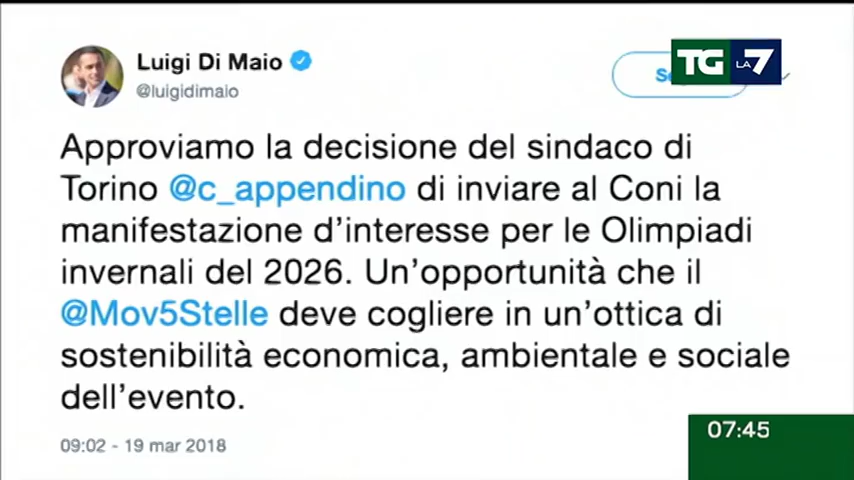 Luigi Di Maio
@luigidimaio
TG LA 7
Approviamo la decisione del sindaco di
Torino @c_appendino di inviare al Coni la
manifestazione d'interesse per le Olimpiadi
invernali del 2026. Un'opportunità che il
@Mov5Stelle deve cogliere in un'ottica di
sostenibilità economica, ambientale e sociale
dell'evento.
09:02 - 19 mar 2018
07:45